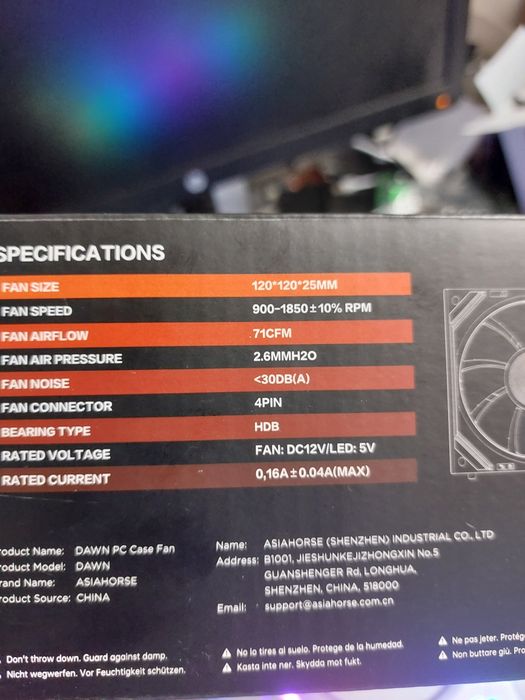 SPECIFICATIONS
FAN SIZE 120*120*25MM
FAN SPEED 900-1850±10% RPM
FAN AIRFLOW 71CFM
FAN AIR PRESSURE 2.6MMH2O
FAN NOISE <30DB(A)
FAN CONNECTOR 4PIN
BEARING TYPE HDB
RATED VOLTAGE FAN: DC12V/LED: 5V
RATED CURRENT 0,16A±0.04A(MAX)
roduct Name: DAWN PC Case Fan
roduct Model: DAWN
rand Name: ASIAHORSE
roduct Source: CHINA
Name: ASIAHORSE (SHENZHEN) INDUSTRIAL CO., LTD
Address: B1001, JIESHUNKEJIZHONGXIN No.5
GUANSHENGER Rd, LONGHUA,
SHENZHEN, CHINA, 518000
Email: support@asiahorse.com.cn
Don't throw down. Guard against damp.
Nicht wegwerfen. Vor Feuchtigkeit schützen.
No lo tires al suelo. Protege de la humedad.
Kasta inte ner. Skydda mot fukt.
Ne pas jeter. Protég
Non buttare giù. Pro